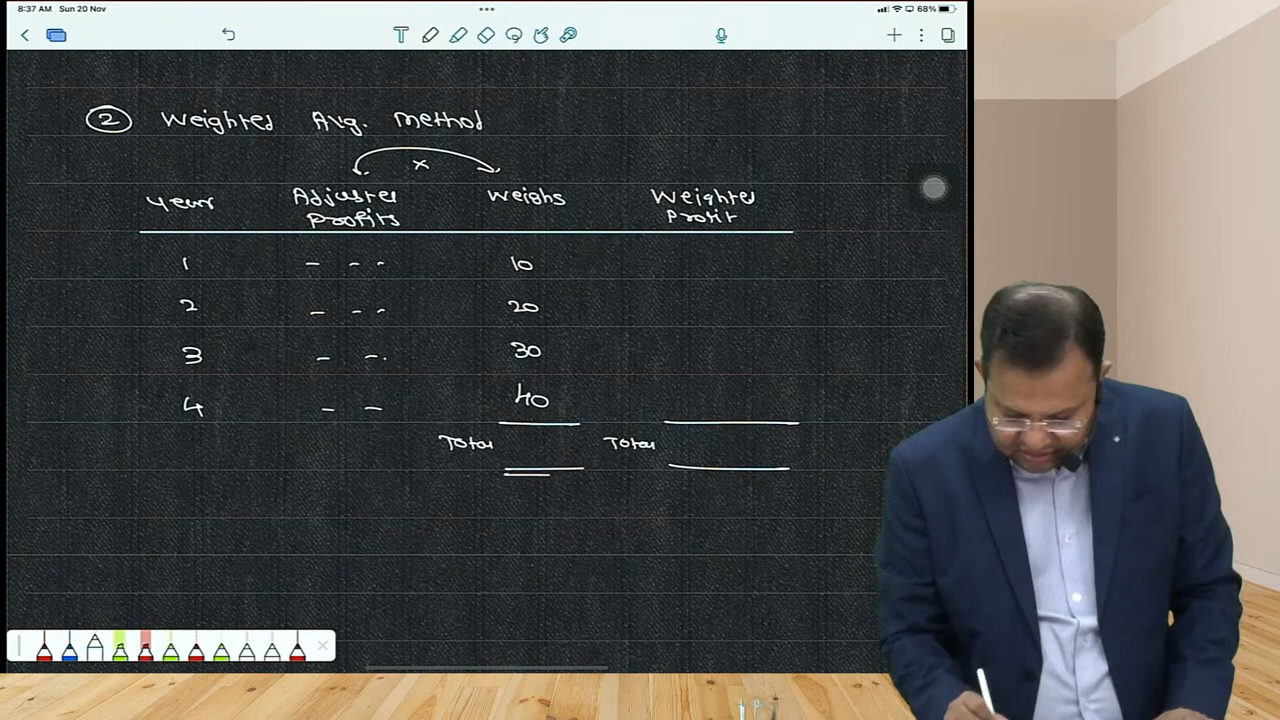 8:37 AM Sun 20 Nov
68%
② Weighted Avg. Method
×
Year Adjusted Profits Weighs Weighted Profit
1 - - - 10
2 - - - 20
3 - - - 30
4 - - 40
Total Total